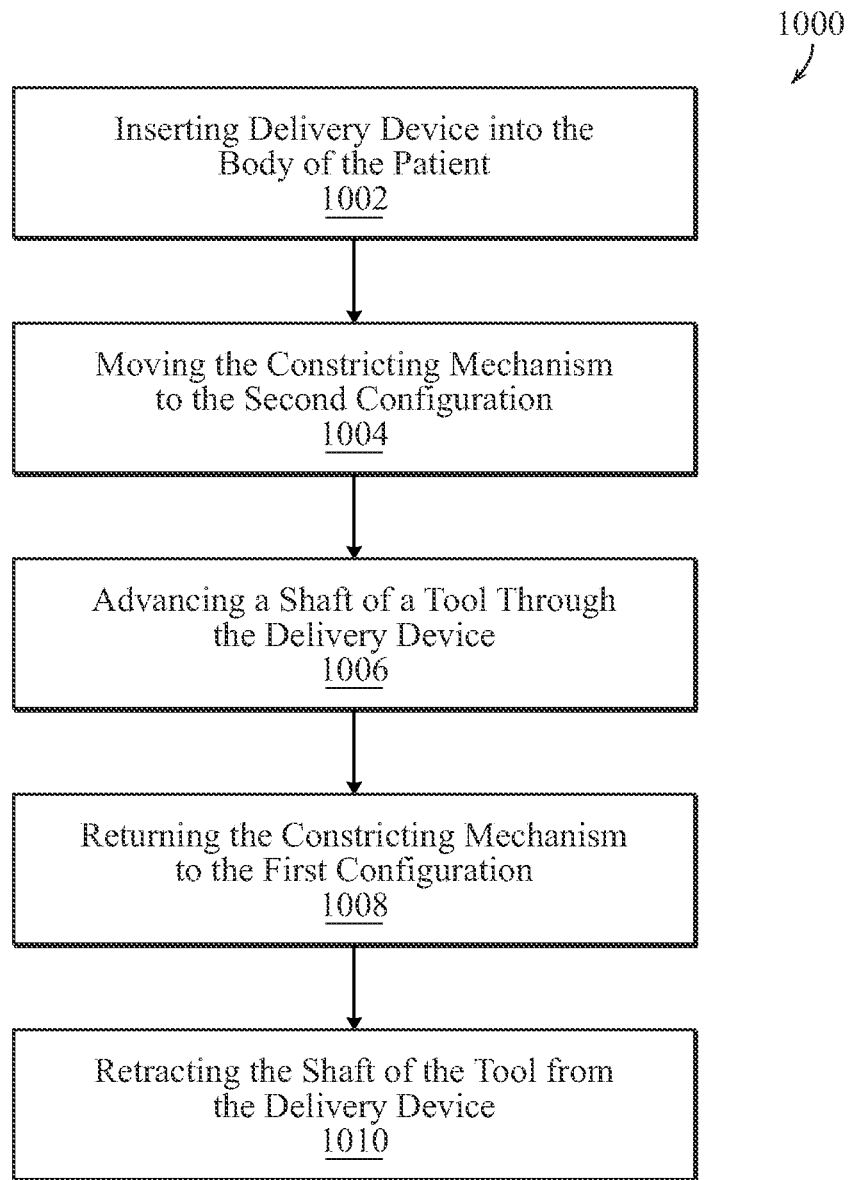 1000
Inserting Delivery Device into the
Body of the Patient
1002
Moving the Constricting Mechanism
to the Second Configuration
1004
Advancing a Shaft of a Tool Through
the Delivery Device
1006
Returning the Constricting Mechanism
to the First Configuration
1008
Retracting the Shaft of the Tool from
the Delivery Device
1010